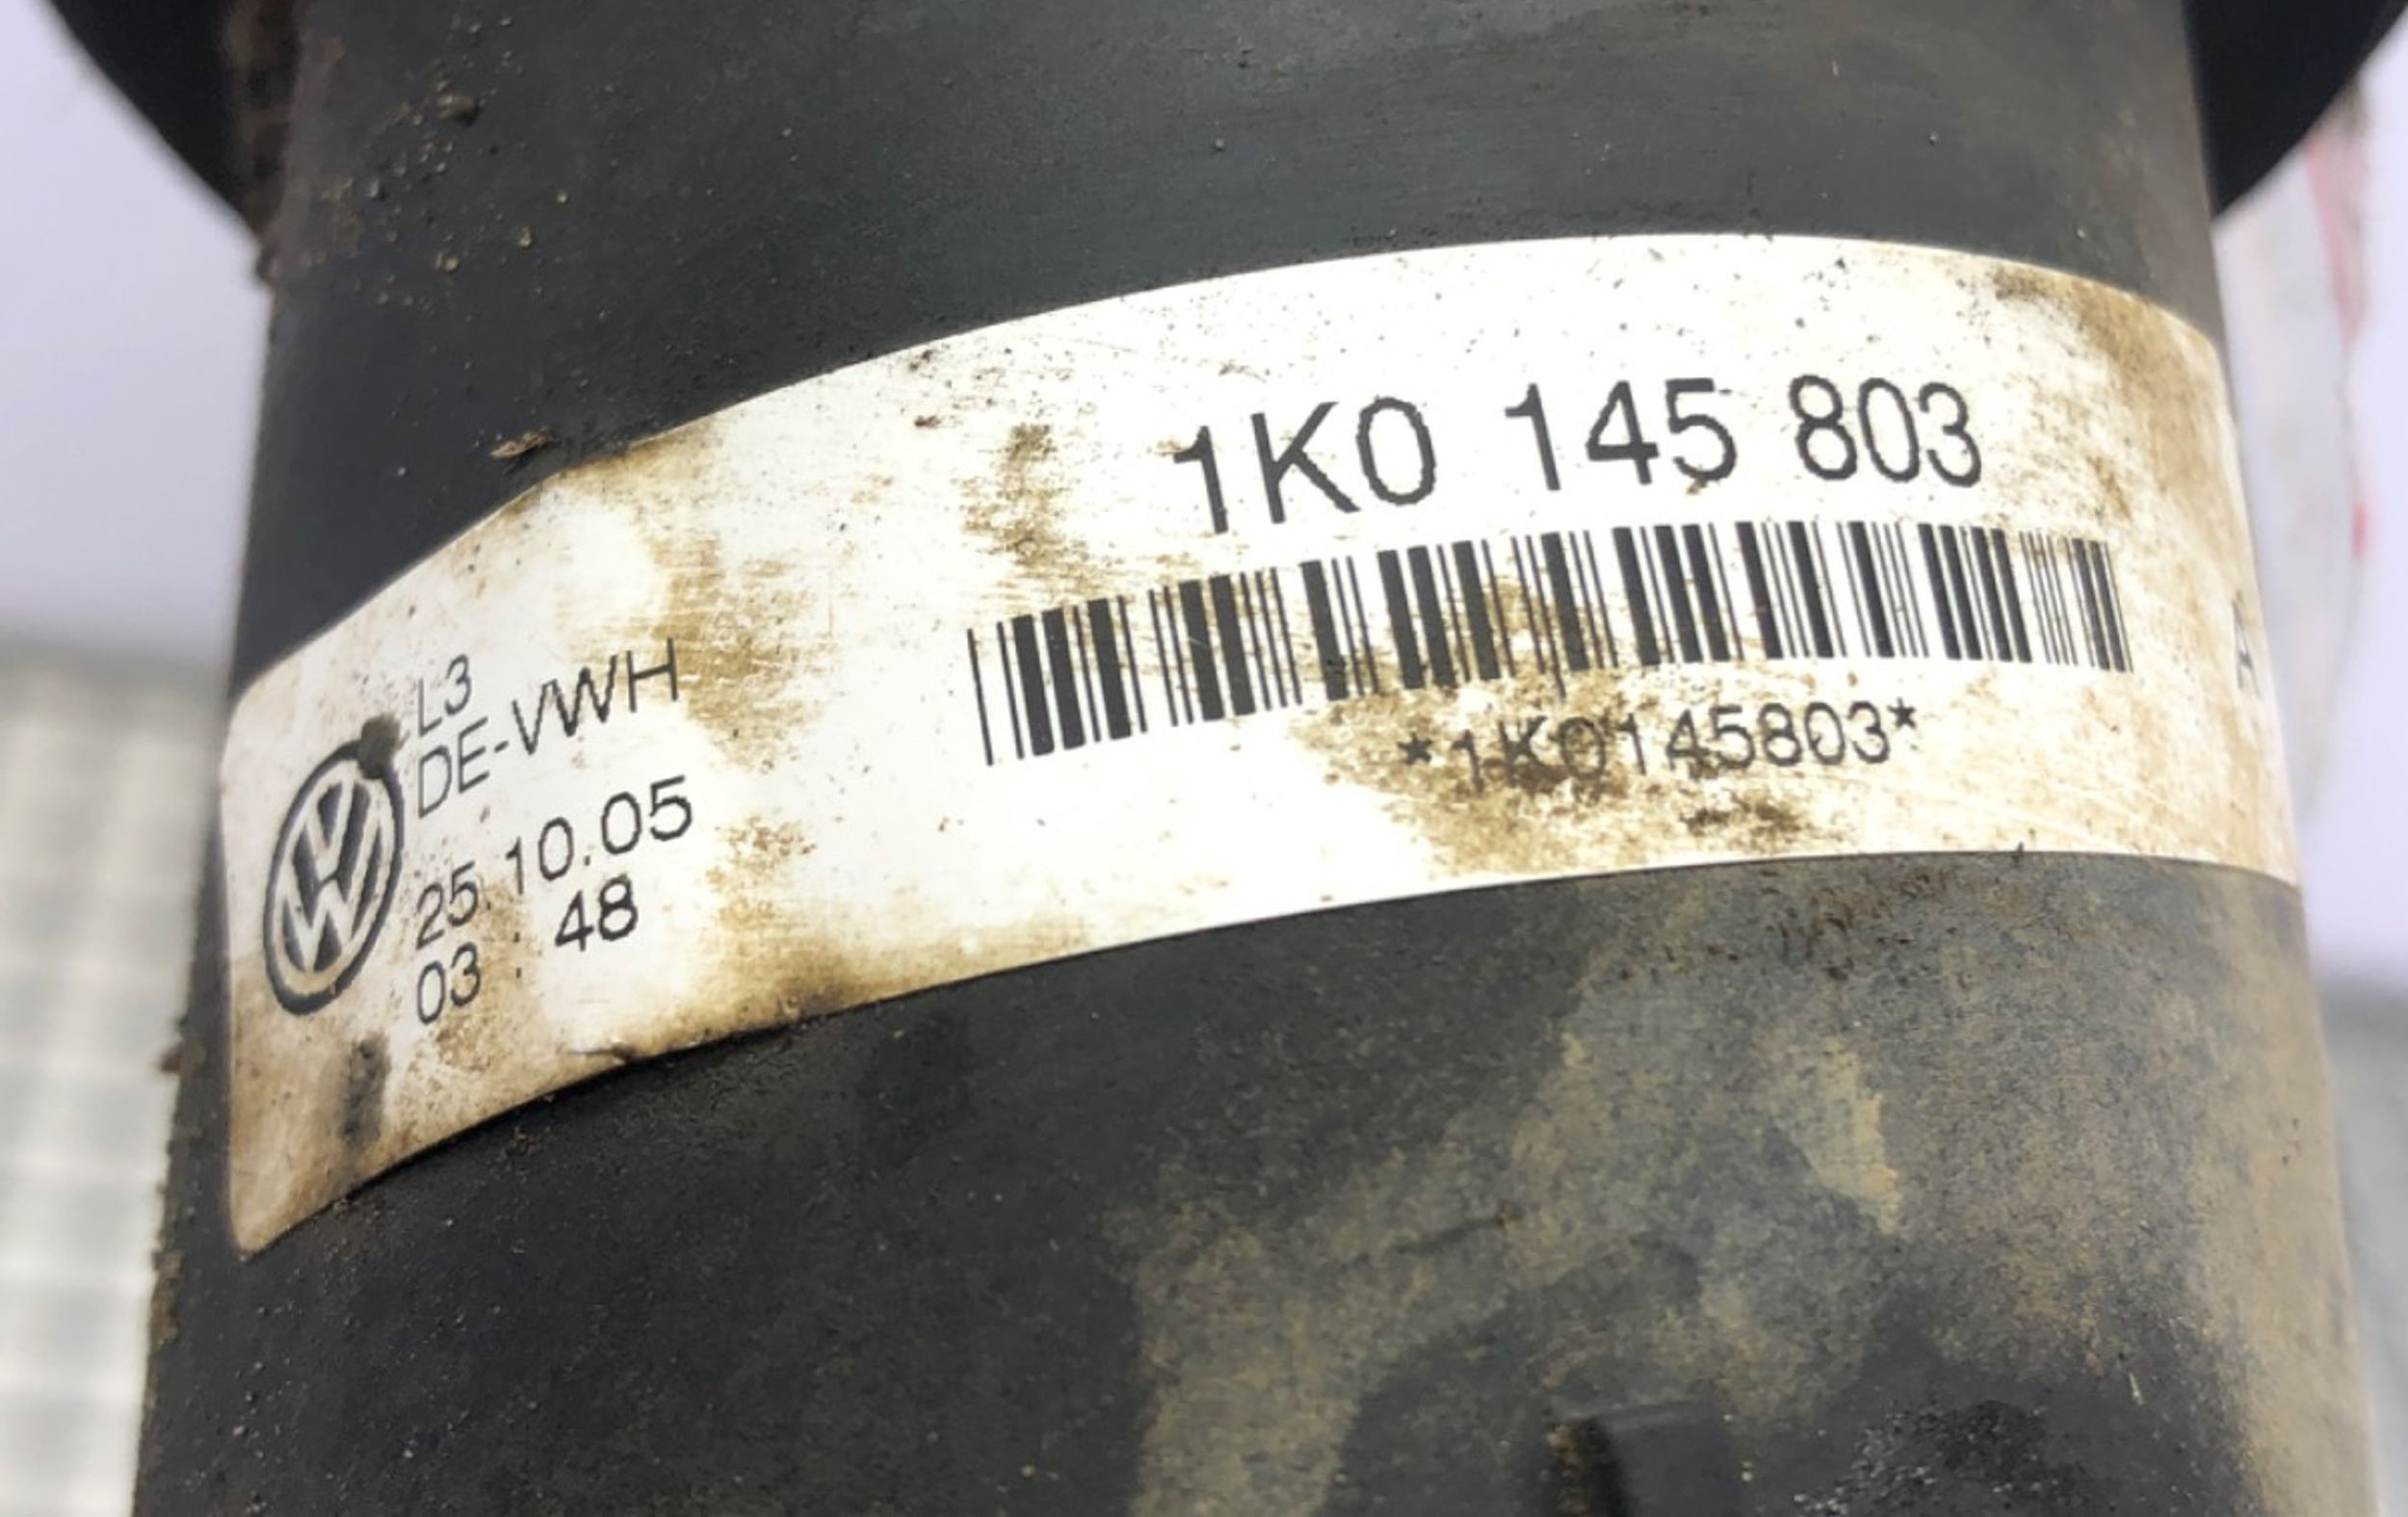 1K0 145 803
*1K0145803*
L3
DE-VWH
25.10.05
03 : 48
A